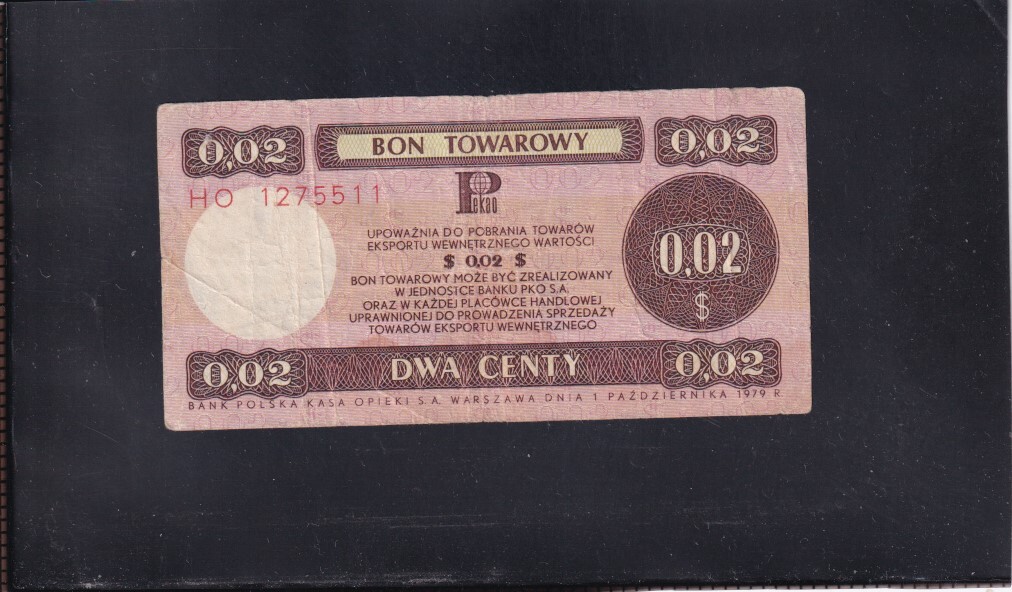 0,02 BON TOWAROWY 0,02
HO 1275511
Pekao
UPOWAŻNIA DO POBRANIA TOWARÓW
EKSPORTU WEWNĘTRZNEGO WARTOŚCI
$ 0,02 $
BON TOWAROWY MOŻE BYĆ ZREALIZOWANY
W JEDNOSTCE BANKU PKO S.A.
ORAZ W KAŻDEJ PLACÓWCE HANDLOWEJ
UPRAWNIONEJ DO PROWADZENIA SPRZEDAŻY
TOWARÓW EKSPORTU WEWNĘTRZNEGO
0,02
$
0,02 DWA CENTY 0,02
BANK POLSKA KASA OPIEKI S.A. WARSZAWA DNIA 1 PAŹDZIERNIKA 1979 R.